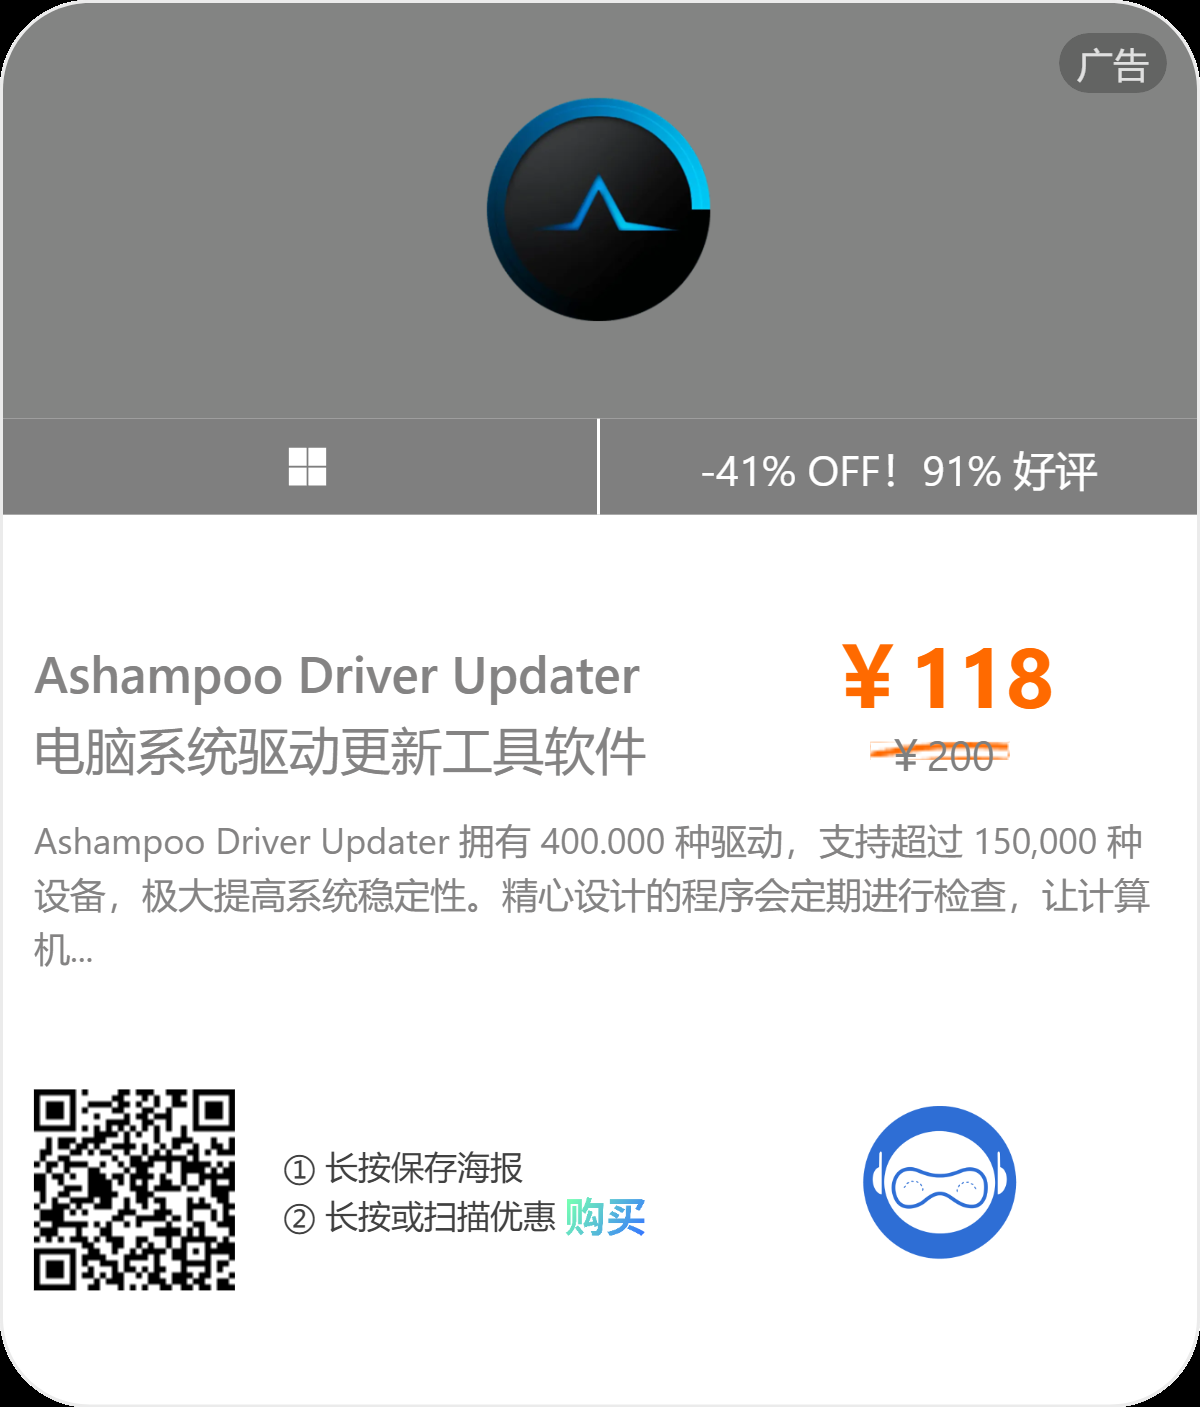 广告
-41% OFF！91% 好评
Ashampoo Driver Updater
￥118
电脑系统驱动更新工具软件
￥200
Ashampoo Driver Updater 拥有 400.000 种驱动，支持超过 150,000 种
设备，极大提高系统稳定性。精心设计的程序会定期进行检查，让计算
机...
① 长按保存海报
② 长按或扫描优惠 购买